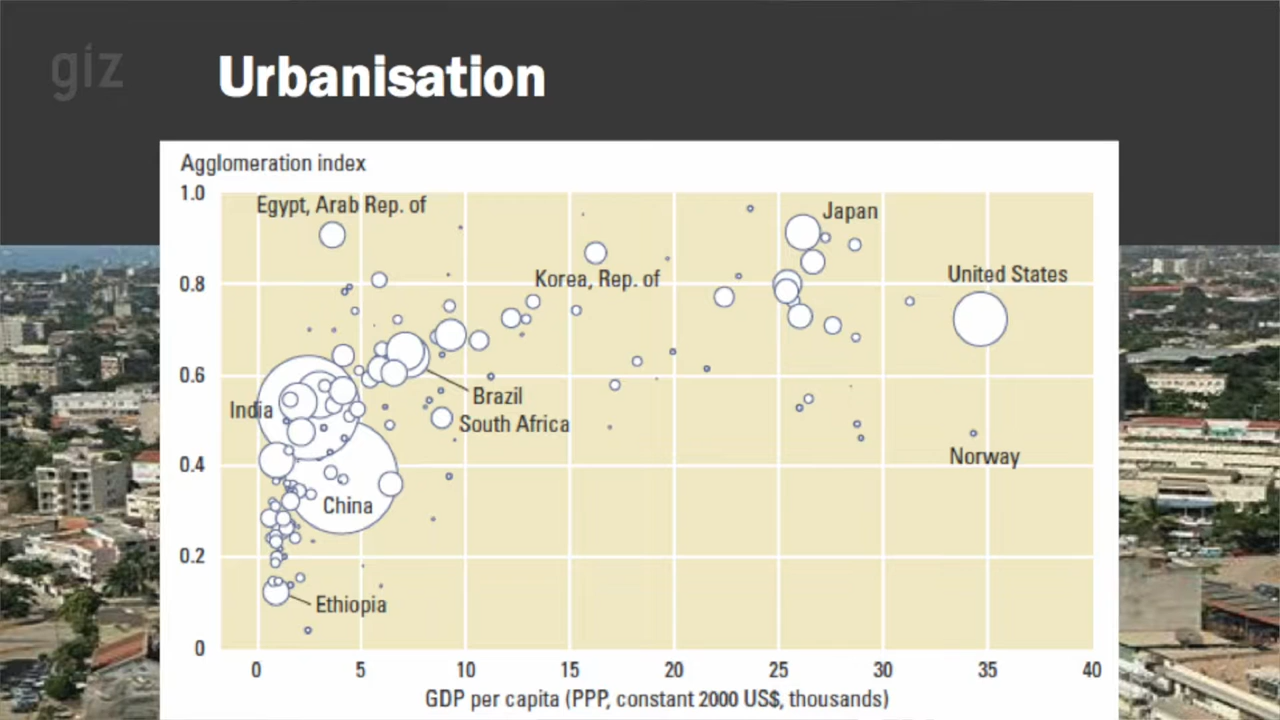 giz
Urbanisation
Agglomeration index
1.0
Egypt, Arab Rep. of
Japan
0.8
Korea, Rep. of
United States
0.6
Brazil
India
South Africa
0.4
Norway
China
0.2
Ethiopia
0
0 5 10 15 20 25 30 35 40
GDP per capita (PPP, constant 2000 US$, thousands)